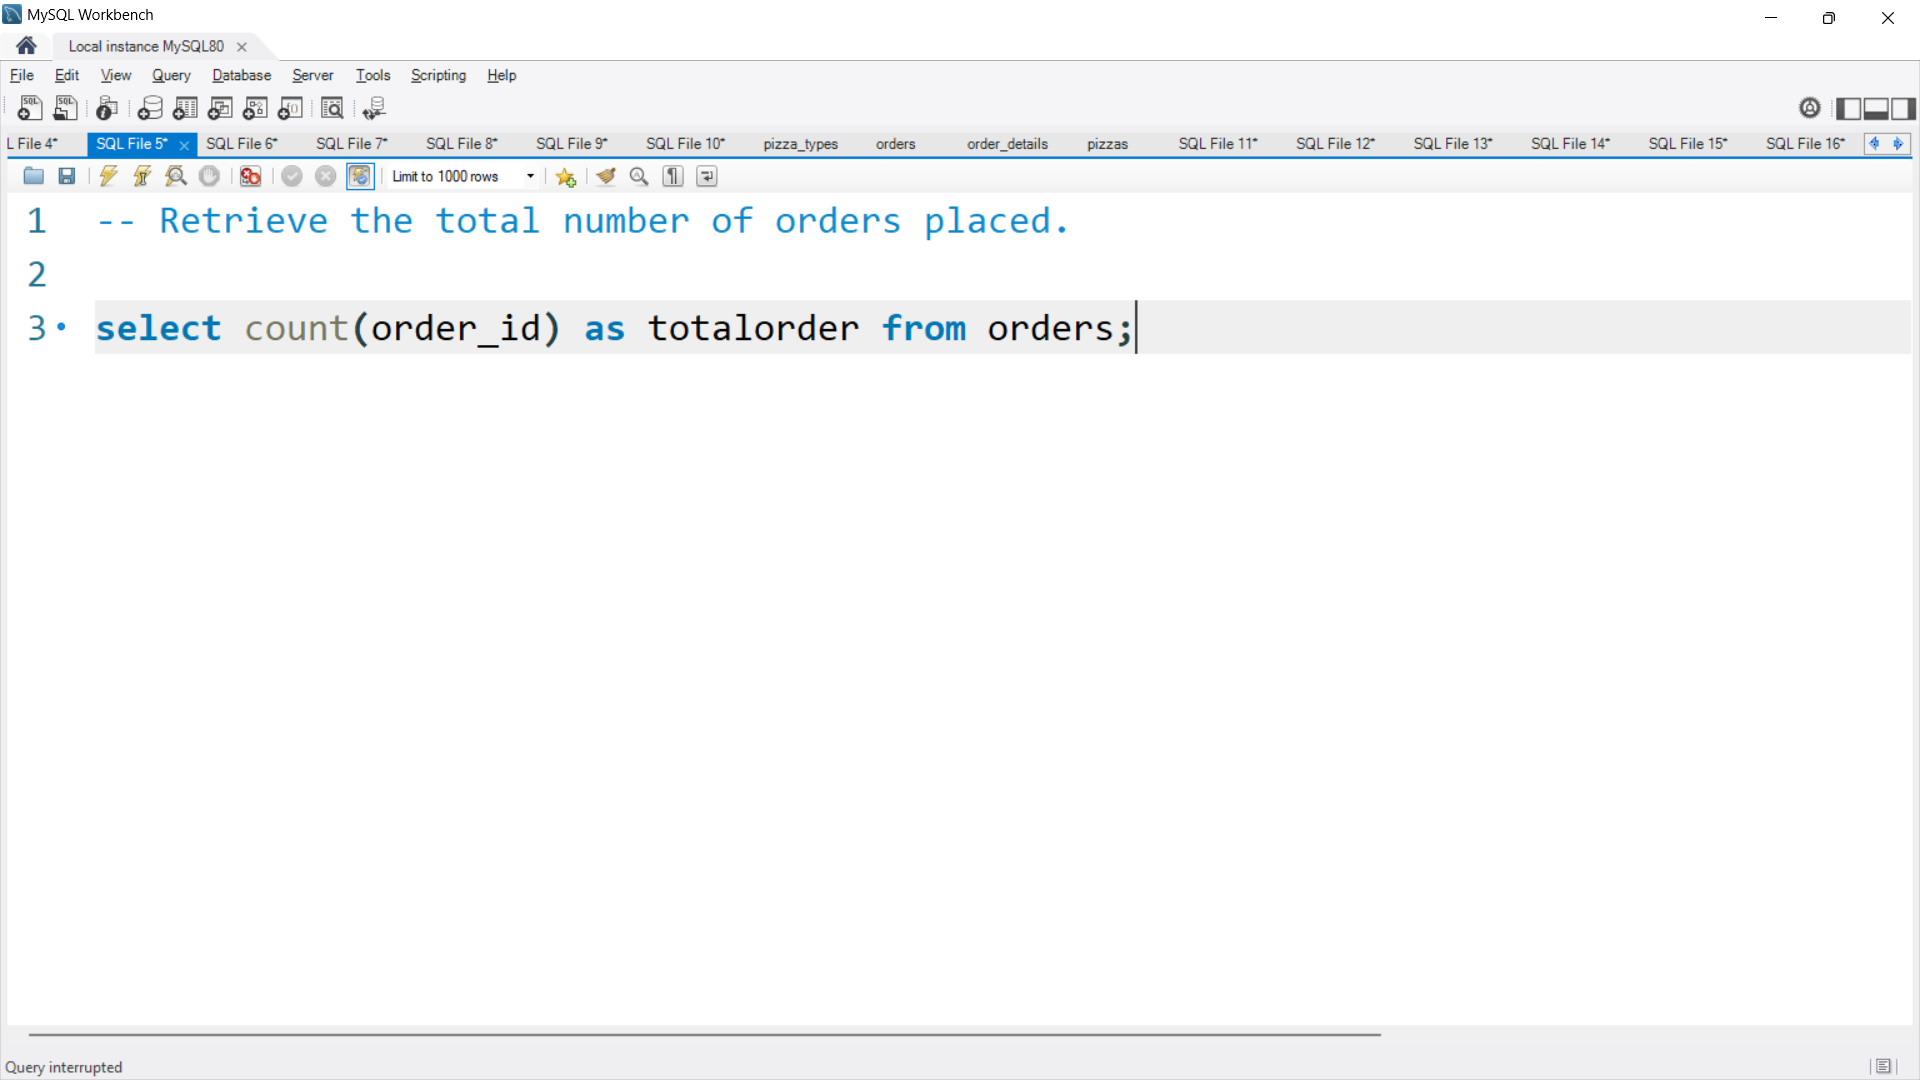 MySQL Workbench
Local instance MySQL80
File Edit View Query Database Server Tools Scripting Help
L File 4* SQL File 5* SQL File 6* SQL File 7* SQL File 8* SQL File 9* SQL File 10* pizza_types orders order_details pizzas SQL File 11* SQL File 12* SQL File 13* SQL File 14* SQL File 15* SQL File 16*
Limit to 1000 rows
1 -- Retrieve the total number of orders placed.
2
3 select count(order_id) as totalorder from orders;
Query interrupted